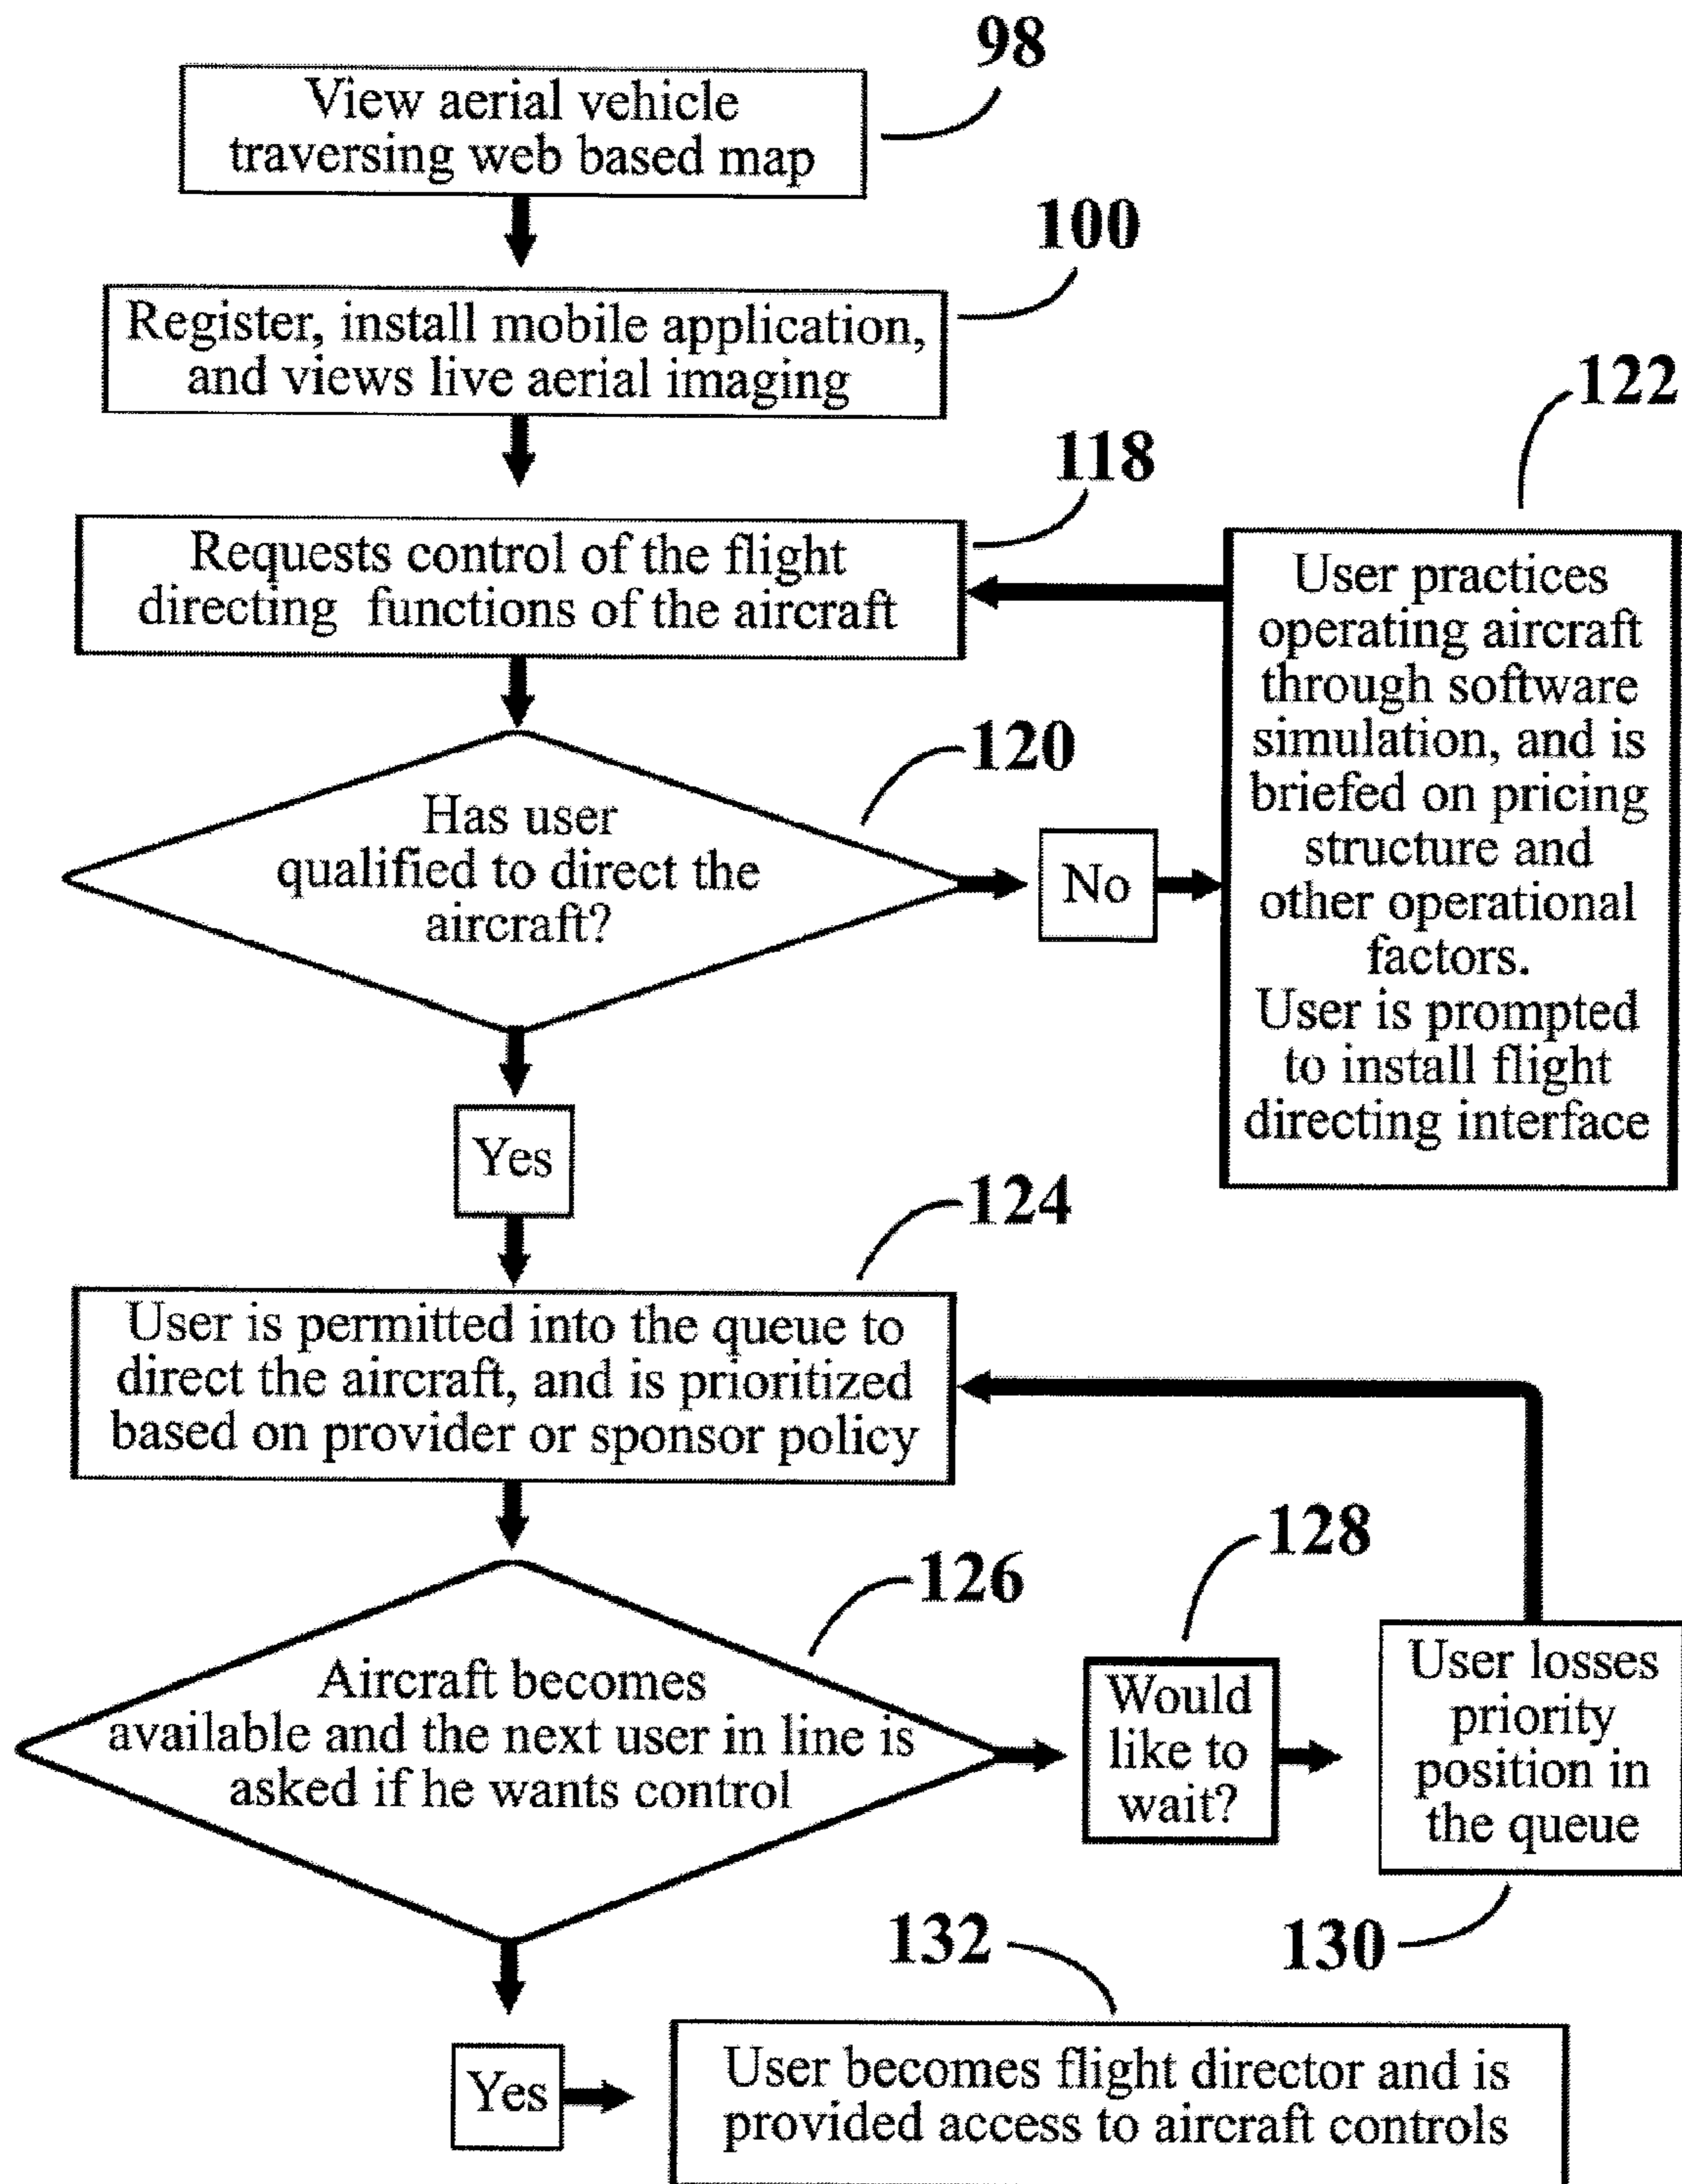 98
View aerial vehicle
traversing web based map
100
Register, install mobile application,
and views live aerial imaging
122
118
Requests control of the flight
directing functions of the aircraft
User practices
operating aircraft
through software
simulation, and is
briefed on pricing
structure and
other operational
factors.
User is prompted
to install flight
directing interface
120
Has user
qualified to direct the
aircraft?
No
Yes
124
User is permitted into the queue to
direct the aircraft, and is prioritized
based on provider or sponsor policy
128
126
Aircraft becomes
available and the next user in line is
asked if he wants control
Would
like to
wait?
User losses
priority
position in
the queue
130
132
Yes
User becomes flight director and is
provided access to aircraft controls